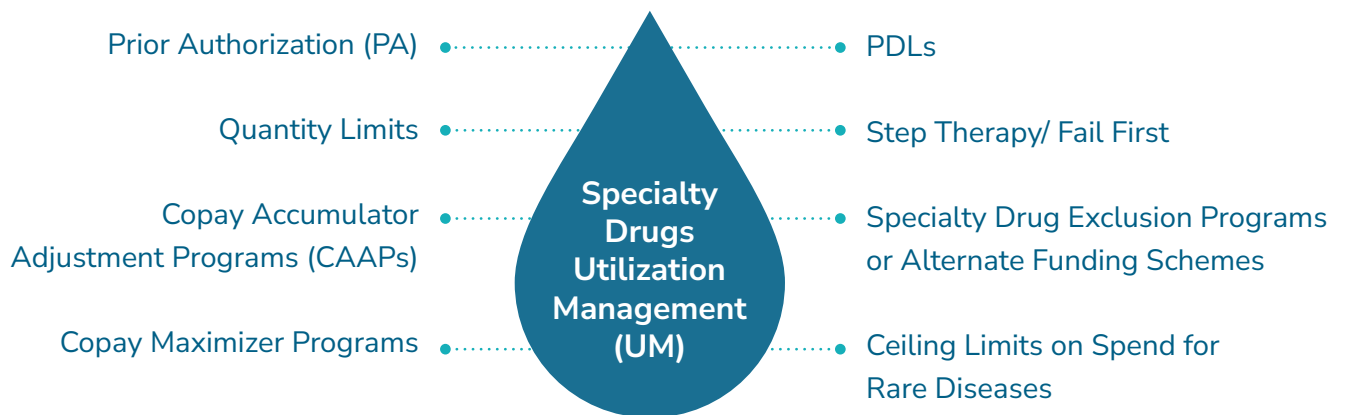 Prior Authorization (PA)
Quantity Limits
Copay Accumulator
Adjustment Programs (CAAPs)
Copay Maximizer Programs
Specialty
Drugs
Utilization
Management
(UM)
PDLs
Step Therapy/ Fail First
Specialty Drug Exclusion Programs
or Alternate Funding Schemes
Ceiling Limits on Spend for
Rare Diseases